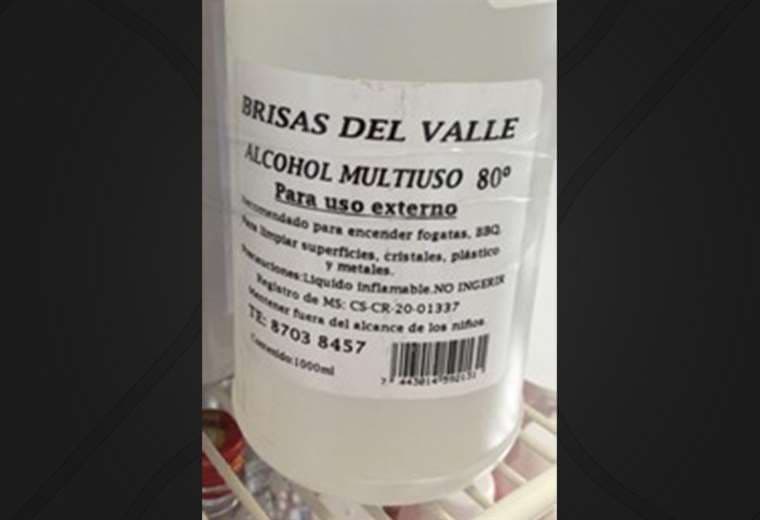 BRISAS DEL VALLE
ALCOHOL MULTIUSO 80°
Para uso externo
Recomendado para encender fogatas, BBQ.
Para limpiar superficies, cristales, plástico
y metales.
Precauciones:Liquido inflamable.NO INGERIR
Registro de MS: CS-CR-20-01337
Mantener fuera del alcance de los niños.
TE: 8703 8457
Contenido:1000ml